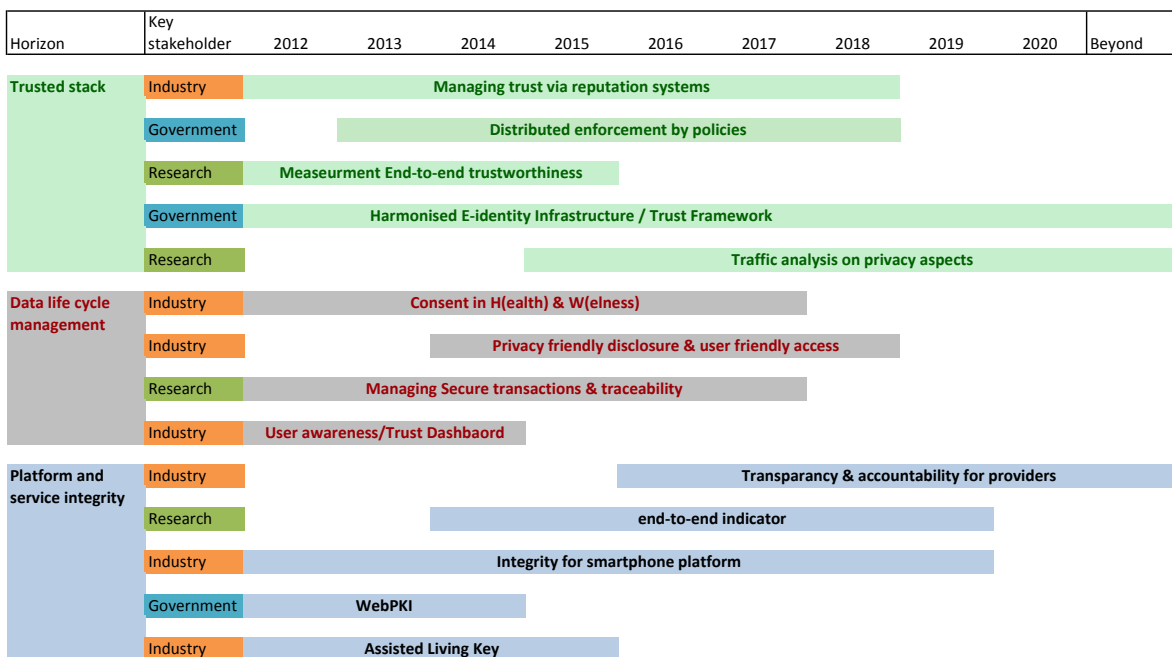 Horizon Key stakeholder 2012 2013 2014 2015 2016 2017 2018 2019 2020 Beyond
Trusted stack Industry Managing trust via reputation systems
Government Distributed enforcement by policies
Research Measeurment End-to-end trustworthiness
Government Harmonised E-identity Infrastructure / Trust Framework
Research Traffic analysis on privacy aspects
Data life cycle management Industry Consent in H(ealth) & W(elness)
Industry Privacy friendly disclosure & user friendly access
Research Managing Secure transactions & traceability
Industry User awareness/Trust Dashbaord
Platform and service integrity Industry Transparancy & accountability for providers
Research end-to-end indicator
Industry Integrity for smartphone platform
Government WebPKI
Industry Assisted Living Key